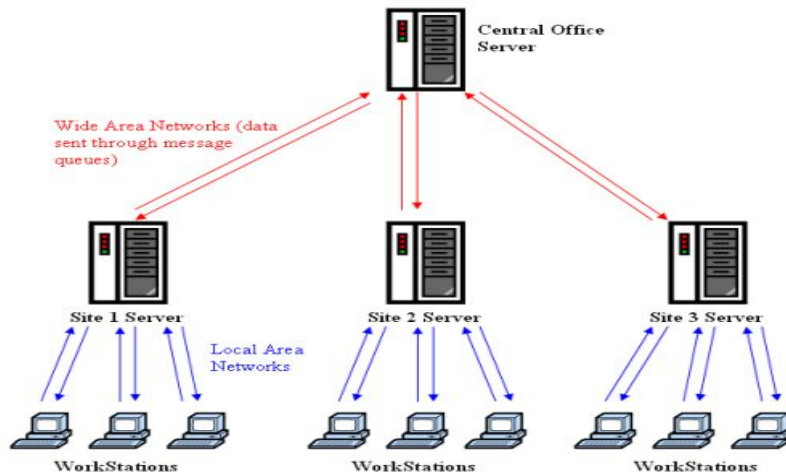 Central Office
Server
Wide Area Networks (data
sent through message
queues)
Site 1 Server
Site 2 Server
Site 3 Server
Local Area
Networks
WorkStations
WorkStations
WorkStations